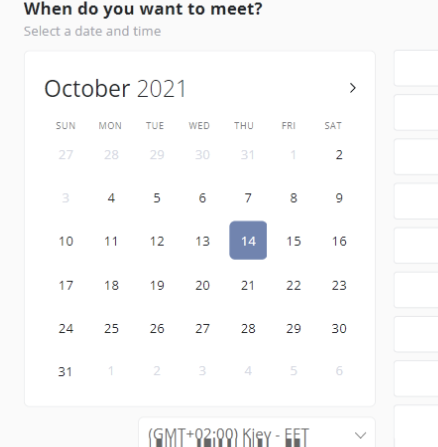 When do you want to meet?
Select a date and time
October 2021
SUN MON TUE WED THU FRI SAT
27 28 29 30 31 1 2
3 4 5 6 7 8 9
10 11 12 13 14 15 16
17 18 19 20 21 22 23
24 25 26 27 28 29 30
31 1 2 3 4 5 6
(GMT+02:00) Kiev - EET